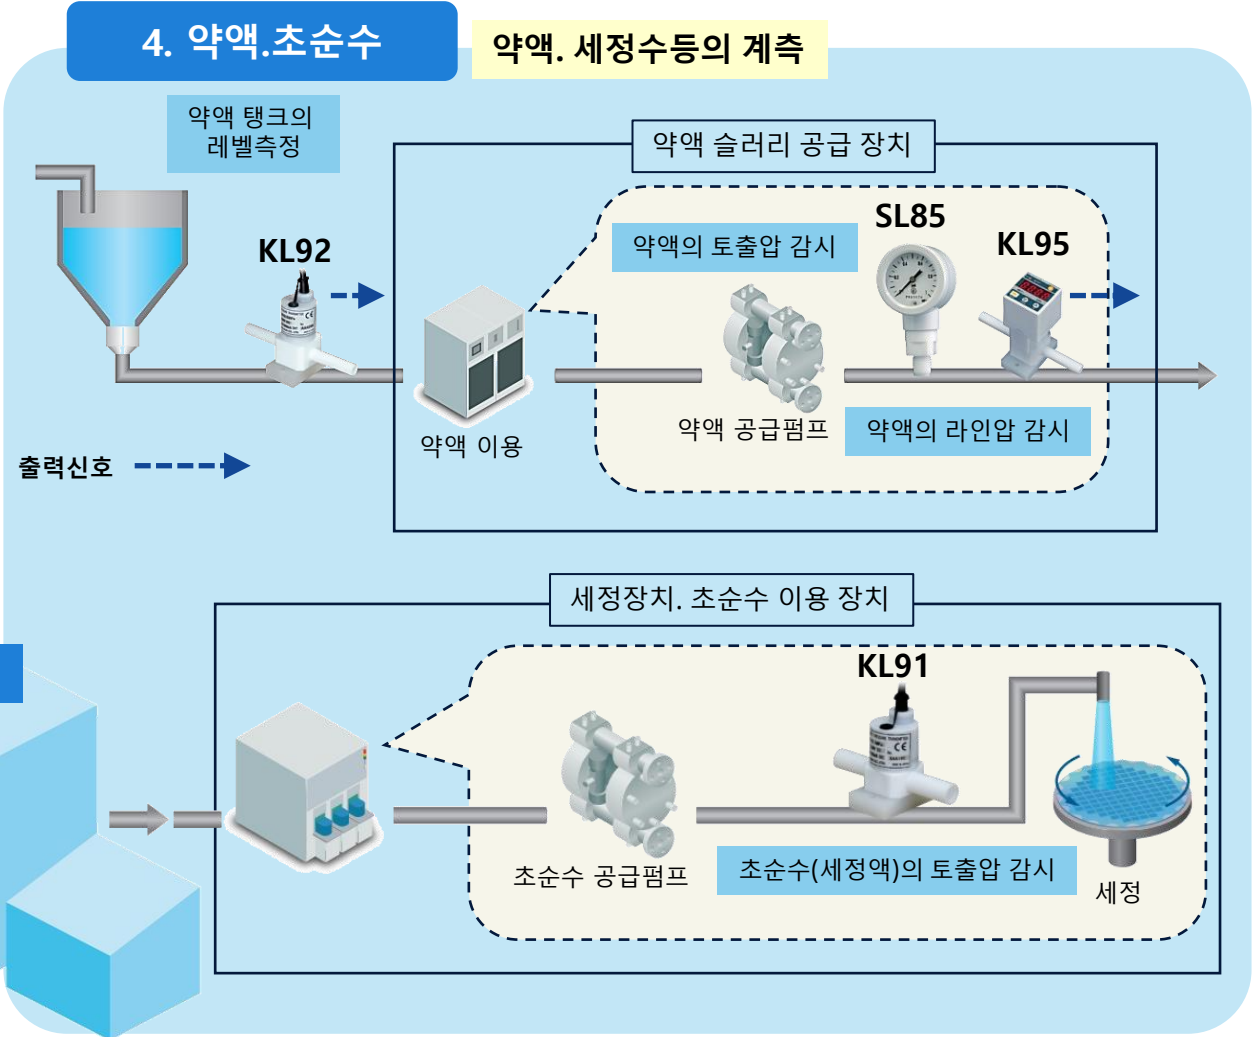 4. 약액.초순수
약액. 세정수등의 계측
약액 탱크의
레벨측정
약액 슬러리 공급 장치
KL92
약액의 토출압 감시
SL85
KL95
약액 이용
약액 공급펌프
약액의 라인압 감시
출력신호
세정장치. 초순수 이용 장치
KL91
초순수 공급펌프
초순수(세정액)의 토출압 감시
세정